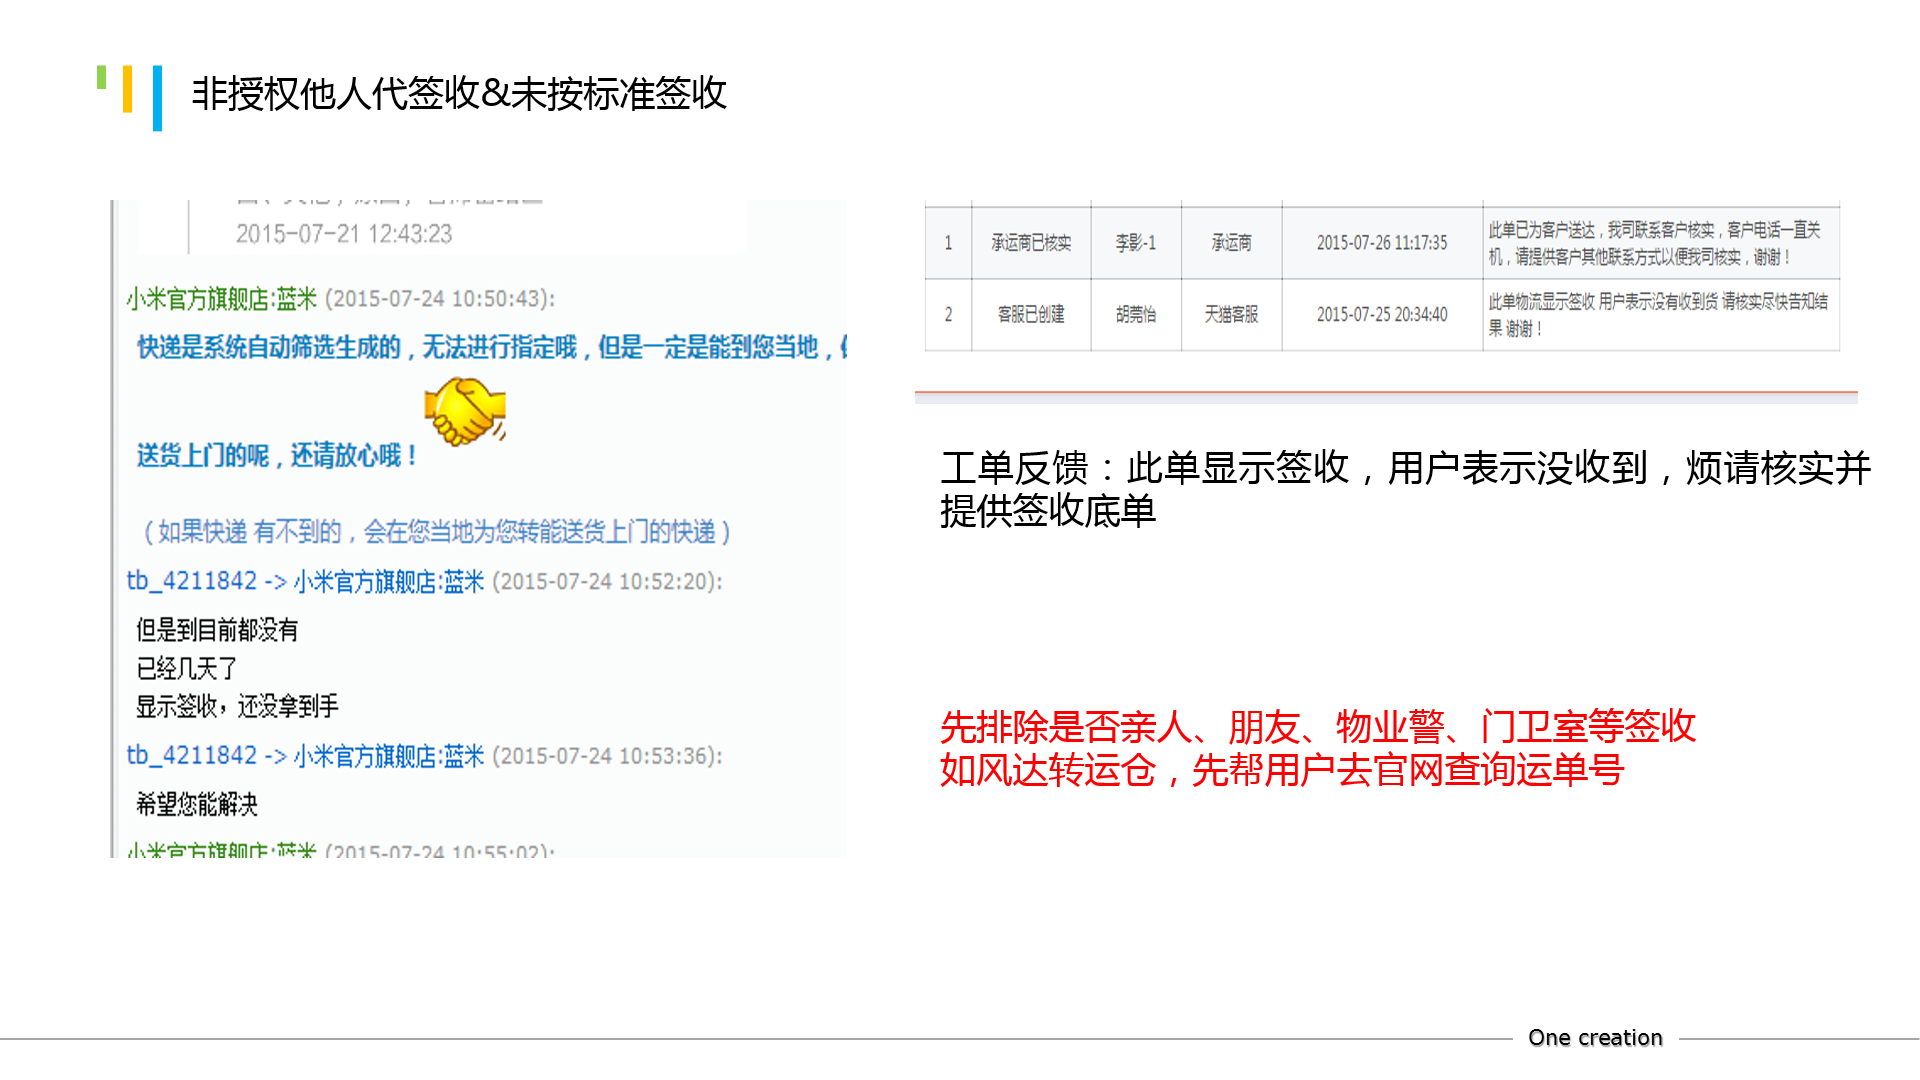 非授权他人代签收&未按标准签收
2015-07-21 12:43:23
小米官方旗舰店:蓝米 (2015-07-24 10:50:43):
快递是系统自动筛选生成的，无法进行指定哦，但是一定是能到您当地，
送货上门的呢，还请放心哦！
（如果快递 有不到的，会在您当地为您转能送货上门的快递）
tb_4211842 -> 小米官方旗舰店:蓝米 (2015-07-24 10:52:20):
但是到目前都没有
已经几天了
显示签收，还没拿到手
tb_4211842 -> 小米官方旗舰店:蓝米 (2015-07-24 10:53:36):
希望您能解决
小米官方旗舰店:蓝米 (2015-07-24 10:55:02):
1 承运商已核实 李影-1 承运商 2015-07-26 11:17:35 此单已为客户送达，我司联系客户核实，客户电话一直关
机，请提供客户其他联系方式以便我司核实，谢谢！
2 客服已创建 胡莞怡 天猫客服 2015-07-25 20:34:40 此单物流显示签收 用户表示没有收到货 请核实尽快告知结
果 谢谢！
工单反馈：此单显示签收，用户表示没收到，烦请核实并
提供签收底单
先排除是否亲人、朋友、物业警、门卫室等签收
如风达转运仓，先帮用户去官网查询运单号
One creation